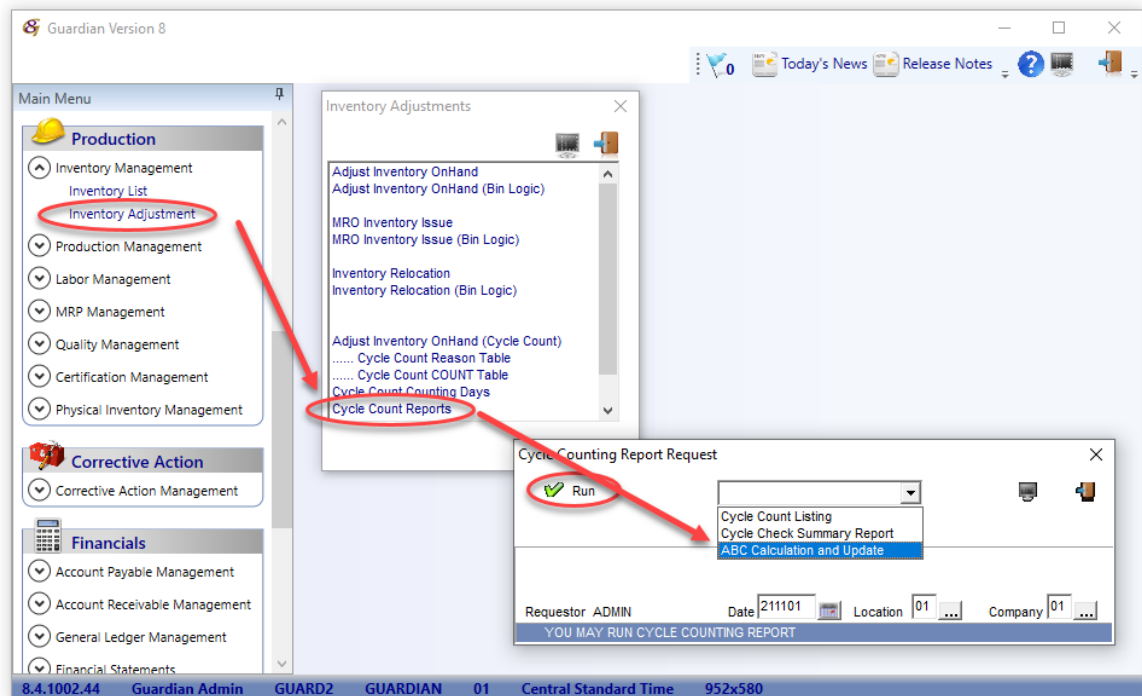 Guardian Version 8
0 Today's News Release Notes
Main Menu
Production
Inventory Management
Inventory List
Inventory Adjustment
Production Management
Labor Management
MRP Management
Quality Management
Certification Management
Physical Inventory Management
Corrective Action
Corrective Action Management
Financials
Account Payable Management
Account Receivable Management
General Ledger Management
Financial Statements
Inventory Adjustments
Adjust Inventory OnHand
Adjust Inventory OnHand (Bin Logic)
MRO Inventory Issue
MRO Inventory Issue (Bin Logic)
Inventory Relocation
Inventory Relocation (Bin Logic)
Adjust Inventory OnHand (Cycle Count)
...... Cycle Count Reason Table
...... Cycle Count COUNT Table
Cycle Count Counting Days
Cycle Count Reports
Cycle Counting Report Request
Run
Cycle Count Listing
Cycle Check Summary Report
ABC Calculation and Update
Requestor ADMIN Date 211101 Location 01 ... Company 01 ...
YOU MAY RUN CYCLE COUNTING REPORT
8.4.1002.44 Guardian Admin GUARD2 GUARDIAN 01 Central Standard Time 952x580